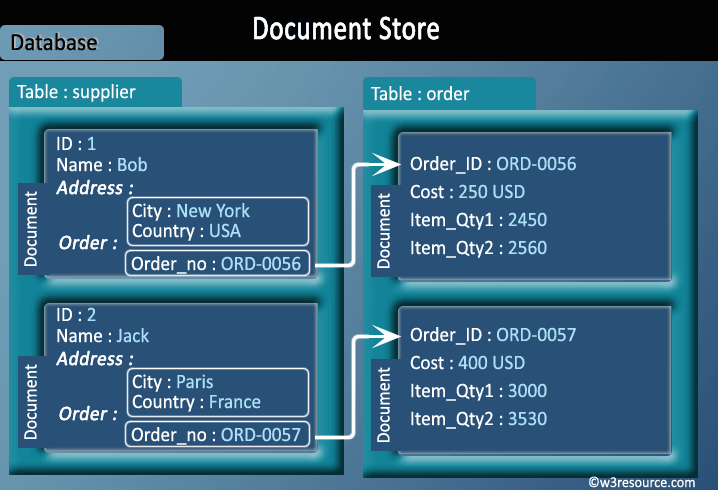 Document Store
Database
Table : supplier
Document
ID : 1
Name : Bob
Address :
City : New York
Country : USA
Order :
Order_no : ORD-0056
Document
ID : 2
Name : Jack
Address :
City : Paris
Country : France
Order :
Order_no : ORD-0057
Table : order
Document
Order_ID : ORD-0056
Cost : 250 USD
Item_Qty1 : 2450
Item_Qty2 : 2560
Document
Order_ID : ORD-0057
Cost : 400 USD
Item_Qty1 : 3000
Item_Qty2 : 3530
©w3resource.com